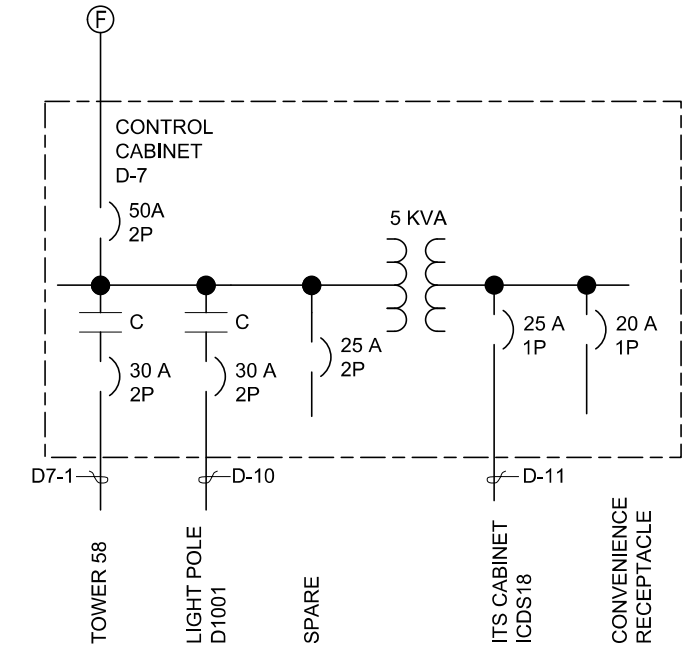 F
CONTROL
CABINET
D-7
50A
2P
5 KVA
C
C
30 A
2P
30 A
2P
25 A
2P
25 A
1P
20 A
1P
D7-1
D-10
D-11
TOWER 58
LIGHT POLE
D1001
SPARE
ITS CABINET
ICDS18
CONVENIENCE
RECEPTACLE